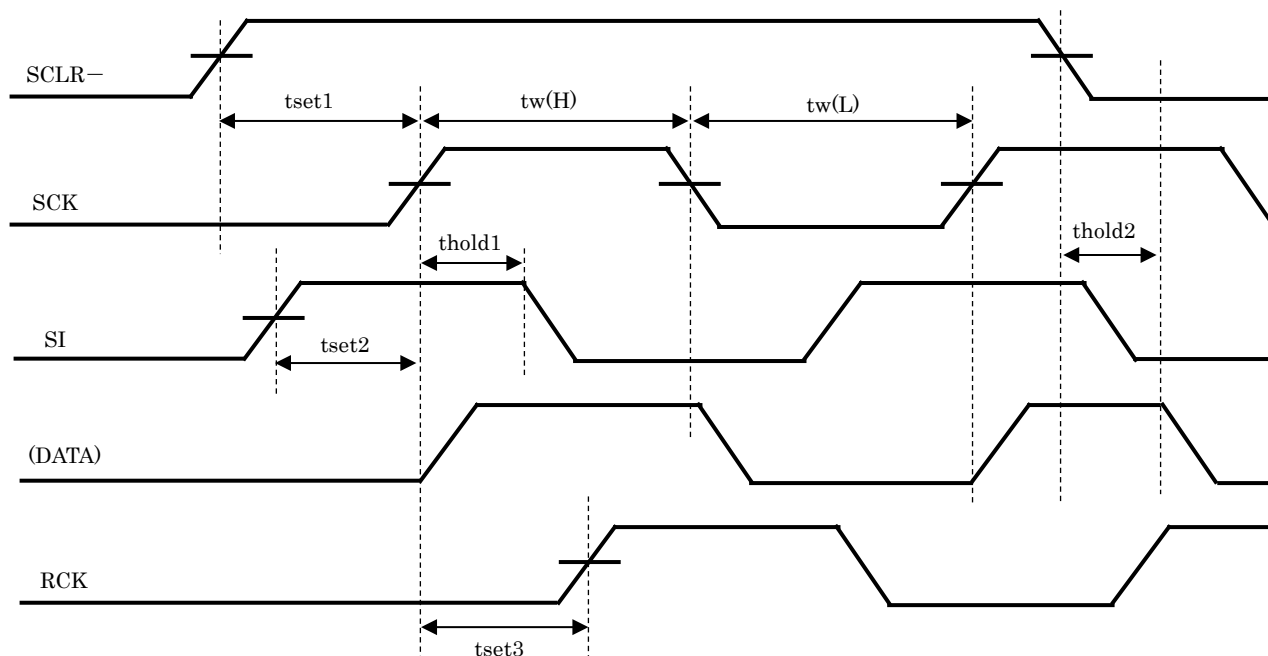 SCLR−
tset1
tw(H)
tw(L)
SCK
thold1
thold2
SI
tset2
(DATA)
RCK
tset3